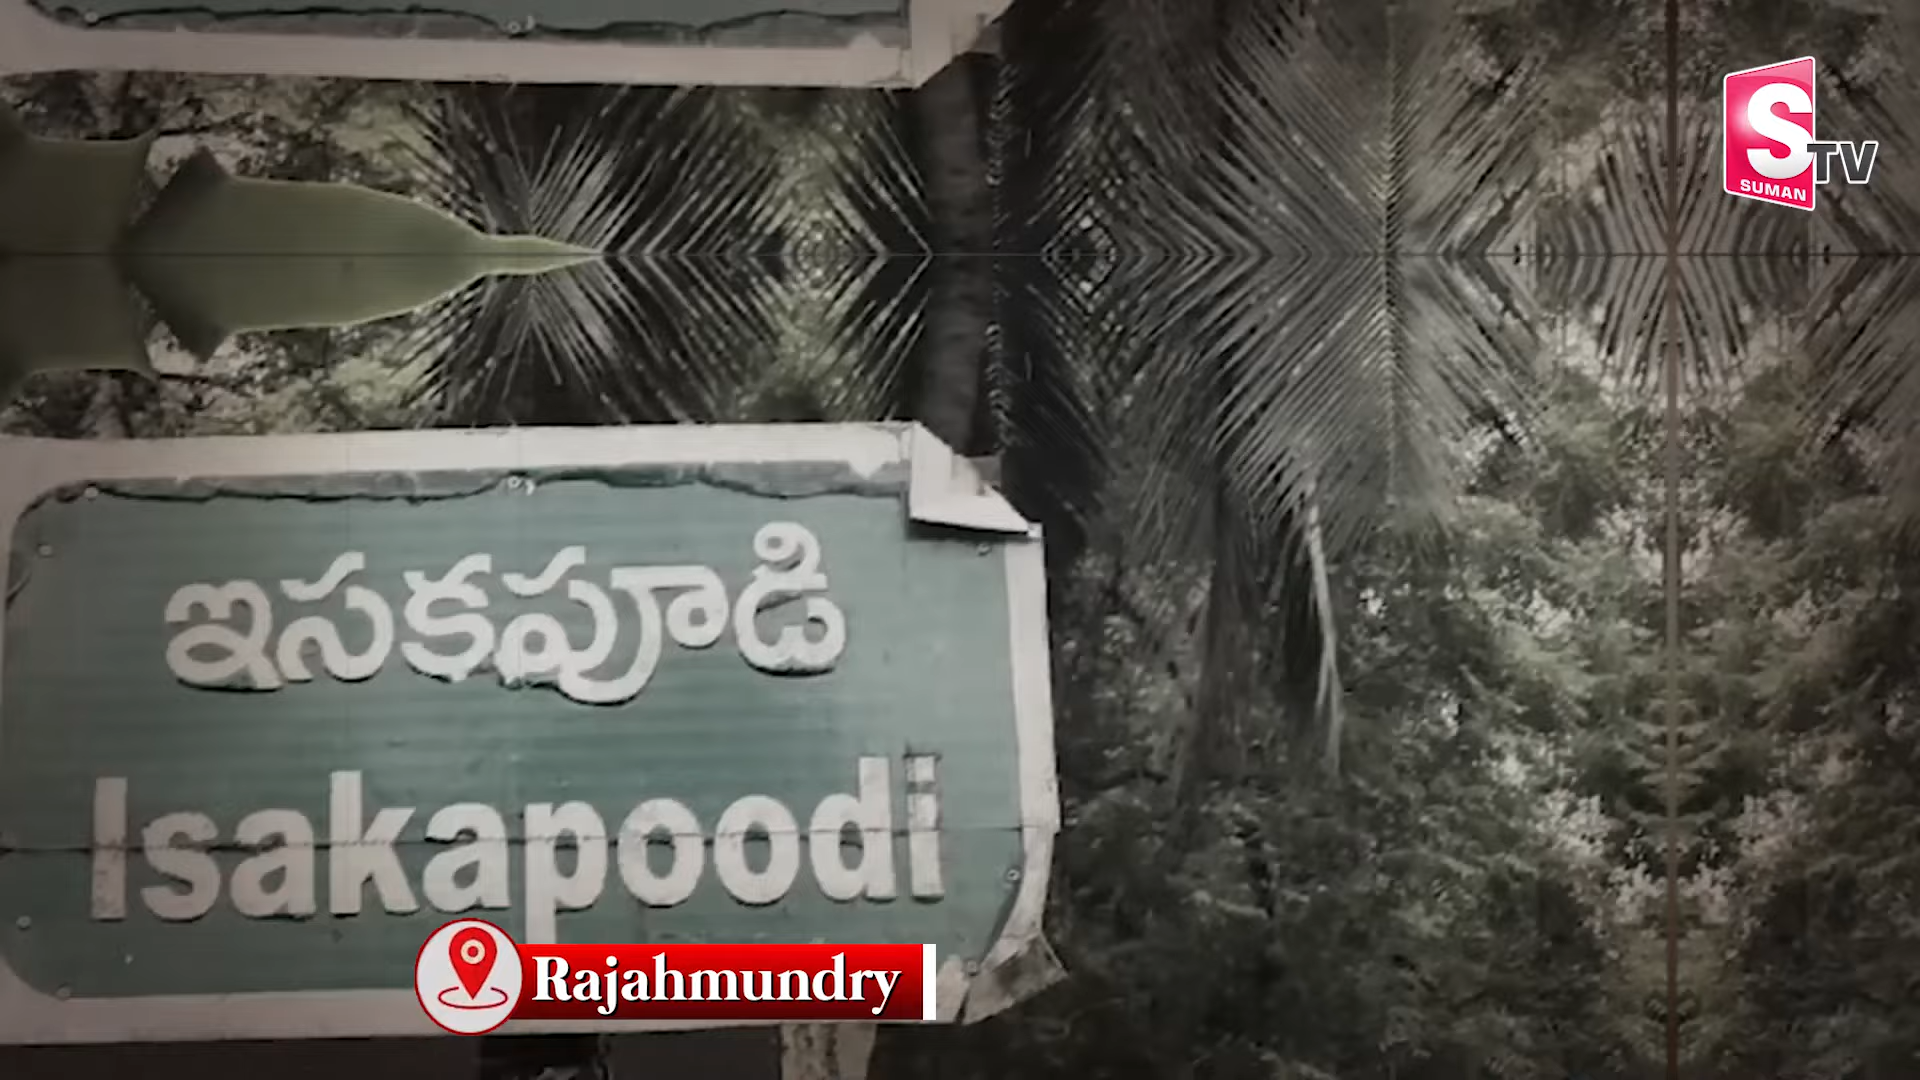 S
TV
SUMAN
ఇసకపూడి
Isakapoodi
Rajahmundry